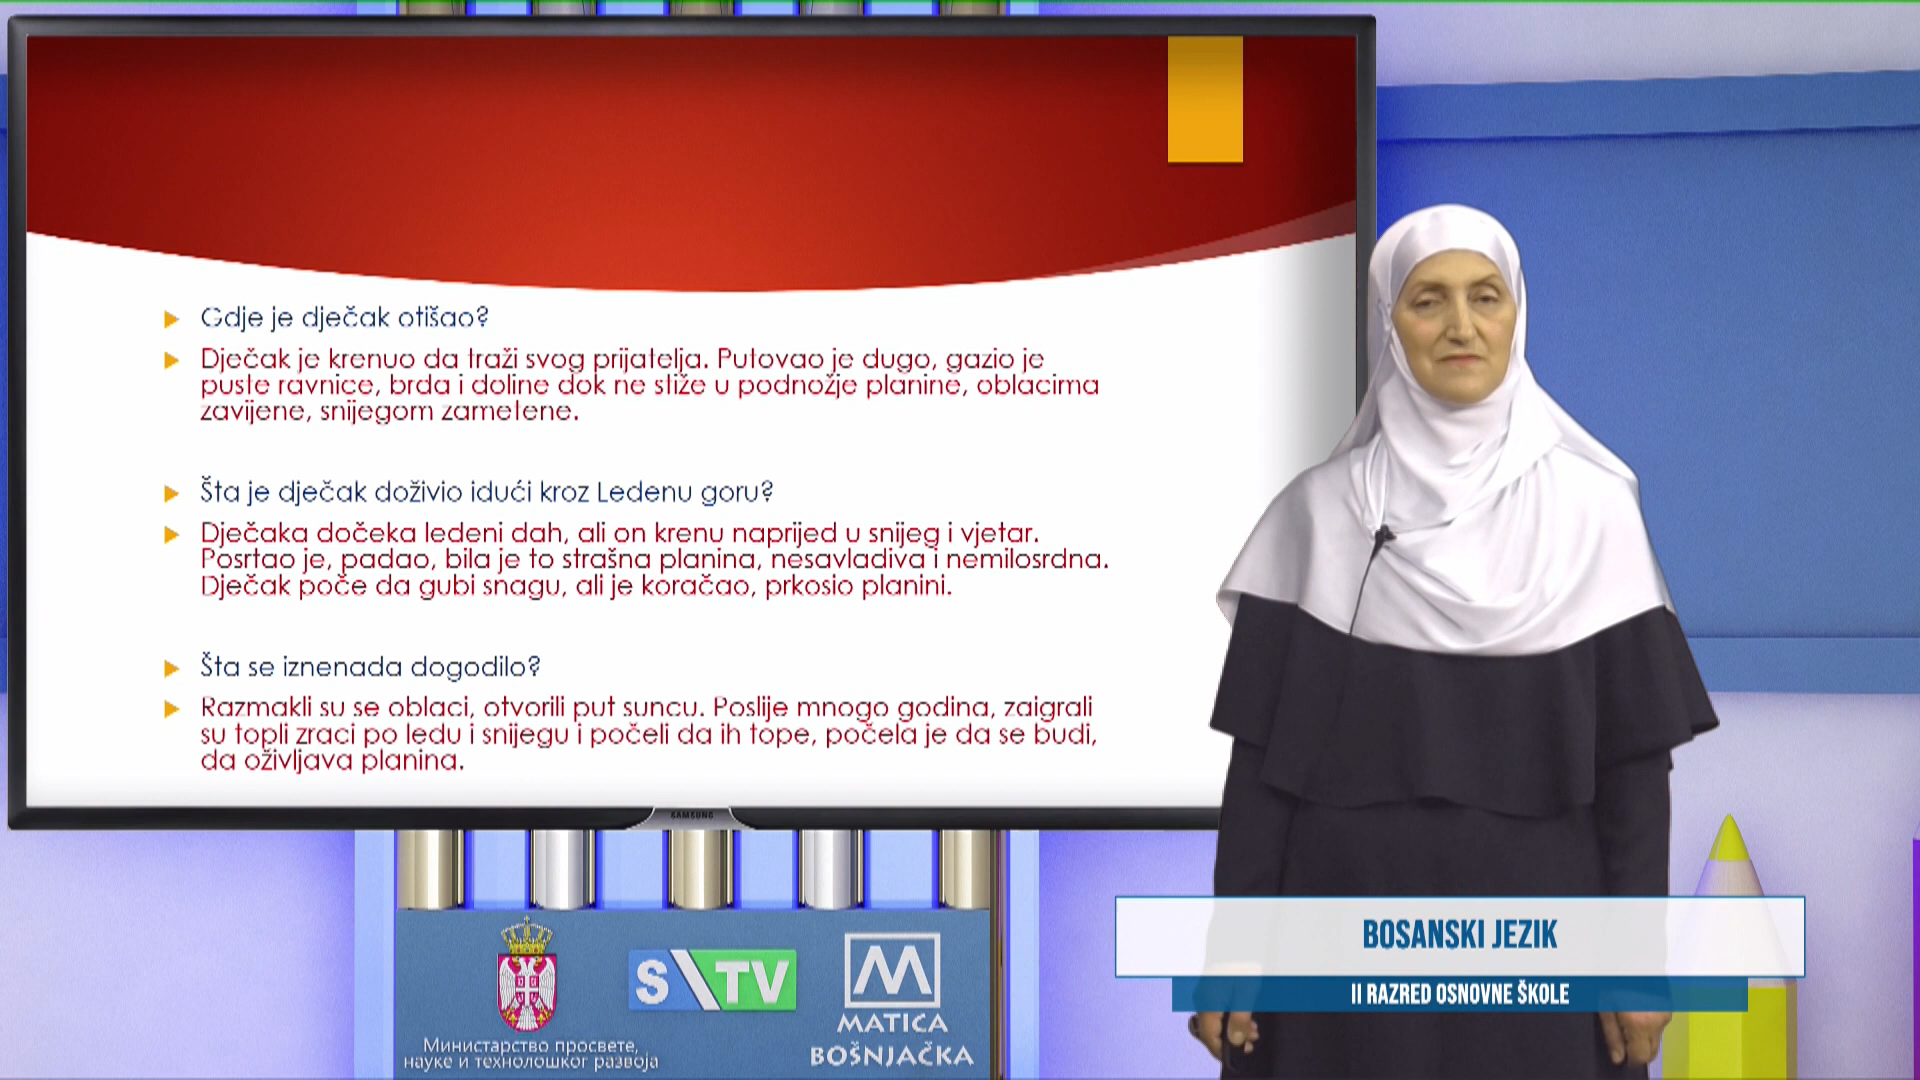 Gdje je dječak otišao?
Dječak je krenuo da traži svog prijatelja. Putovao je dugo, gazio je
puste ravnice, brda i doline dok ne stiže u podnožje planine, oblacima
zavijene, snijegom zametene.
Šta je dječak doživio idući kroz Ledenu goru?
Dječaka dočeka ledeni dah, ali on krenu naprijed u snijeg i vjetar.
Posrtao je, padao, bila je to strašna planina, nesavladiva i nemilosrdna.
Dječak poče da gubi snagu, ali je koračao, prkosio planini.
Šta se iznenada dogodilo?
Razmakli su se oblaci, otvorili put suncu. Poslije mnogo godina, zaigrali
su topli zraci po ledu i snijegu i počeli da ih tope, počela je da se budi,
da oživljava planina.
SAMSUNG
BOSANSKI JEZIK
II RAZRED OSNOVNE ŠKOLE
S TV
MATICA
BOŠNJAČKA
Министарство просвете,
науке и технолошког развоја